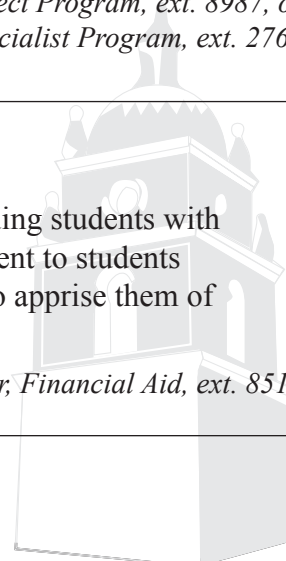 ect Program, ext. 8987, o
cialist Program, ext. 276
ing students with
ent to students
o apprise them of
r, Financial Aid, ext. 851